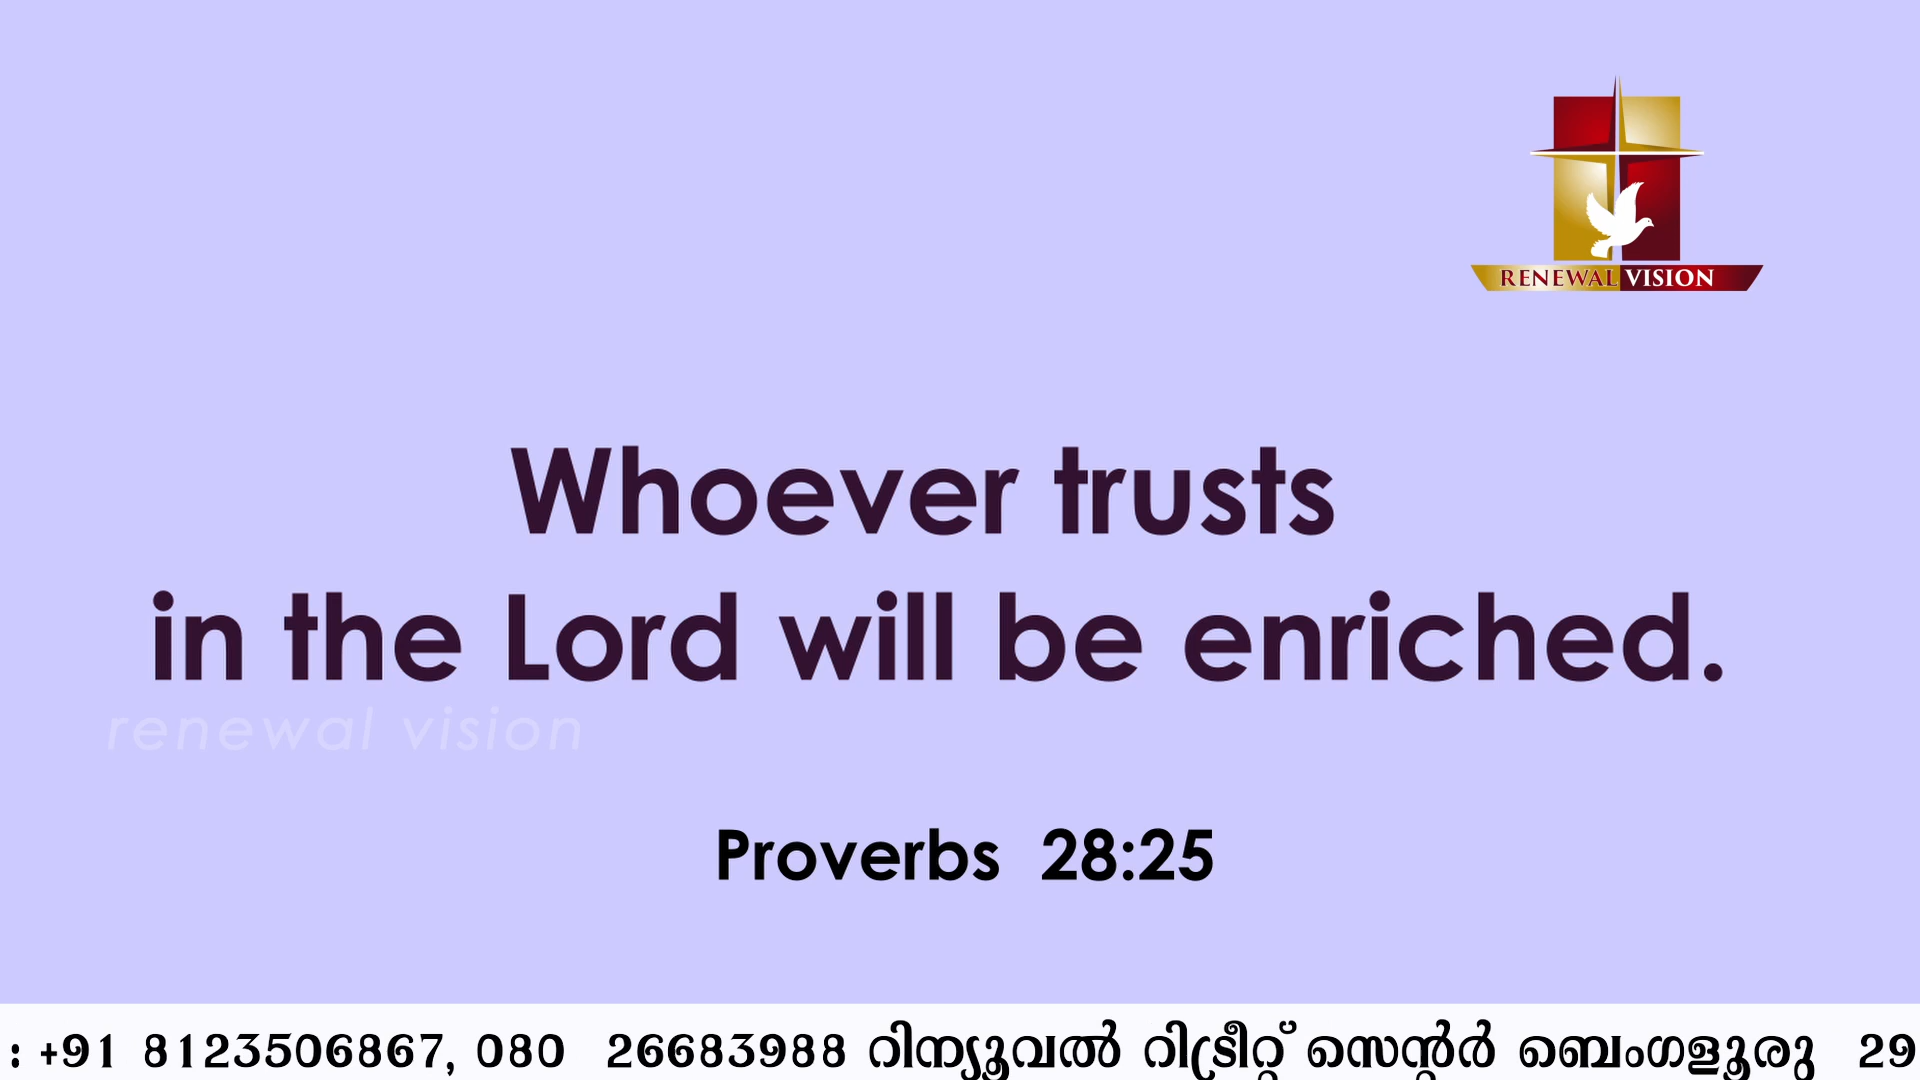 RENEWAL VISION
Whoever trusts
in the Lord will be enriched.
renewal vision
Proverbs 28:25
: +91 8123506867, 080 26683988 റിന്യൂവൽ റിട്രീറ്റ് സെന്റർ ബെംഗളൂരു 29